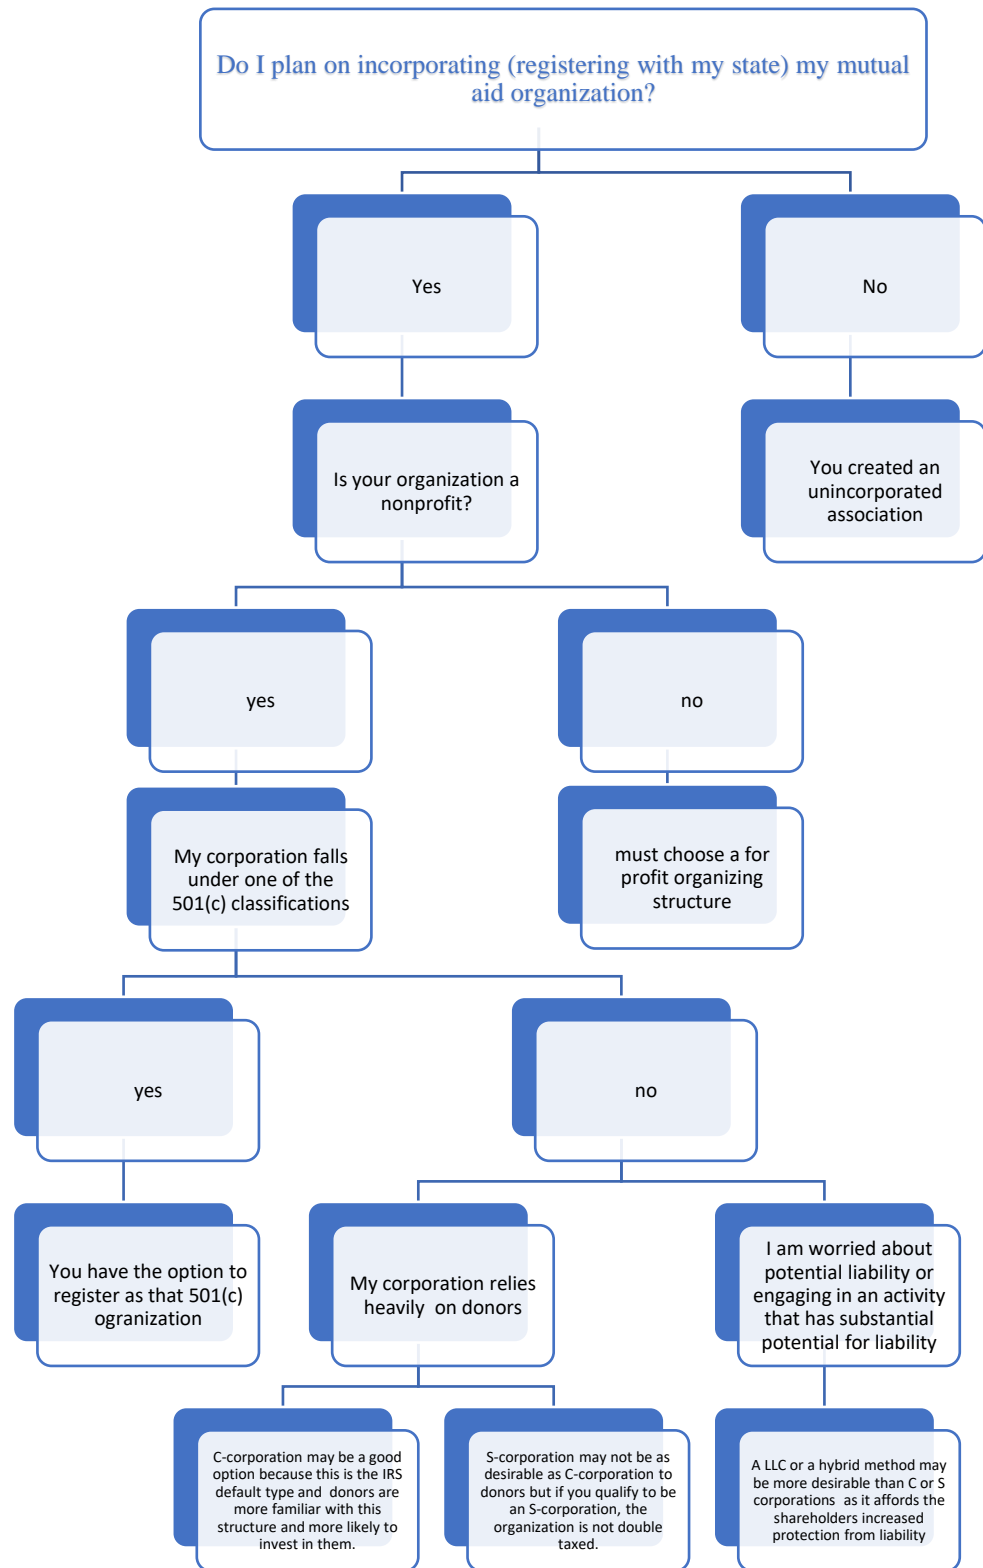 Do I plan on incorporating (registering with my state) my mutual
aid organization?
Yes
No
Is your organization a
nonprofit?
You created an
unincorporated
association
yes
no
My corporation falls
under one of the
501(c) classifications
must choose a for
profit organizing
structure
yes
no
You have the option to
register as that 501(c)
ogranization
My corporation relies
heavily on donors
I am worried about
potential liability or
engaging in an activity
that has substantial
potential for liability
C-corporation may be a good
option because this is the IRS
default type and donors are
more familiar with this
structure and more likely to
invest in them.
S-corporation may not be as
desirable as C-corporation to
donors but if you qualify to be
an S-corporation, the
organization is not double
taxed.
A LLC or a hybrid method may
be more desirable than C or S
corporations as it affords the
shareholders increased
protection from liability